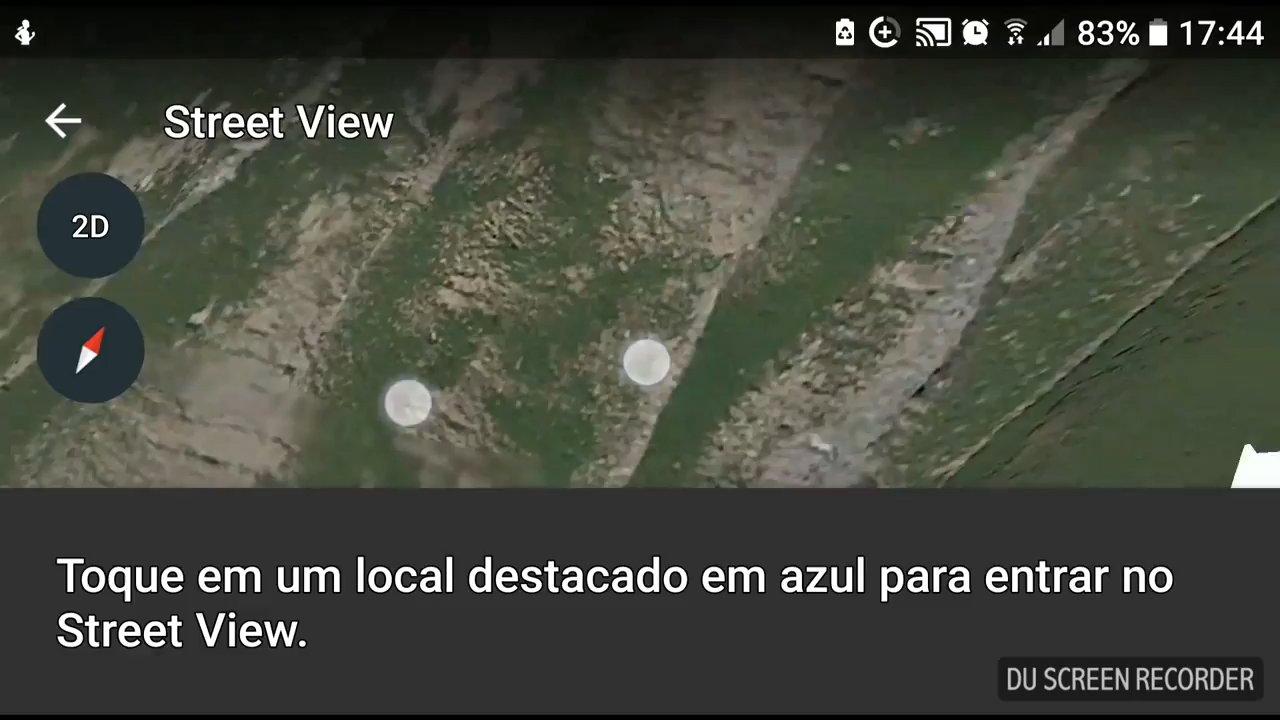 83% 17:44
Street View
2D
Toque em um local destacado em azul para entrar no
Street View.
DU SCREEN RECORDER